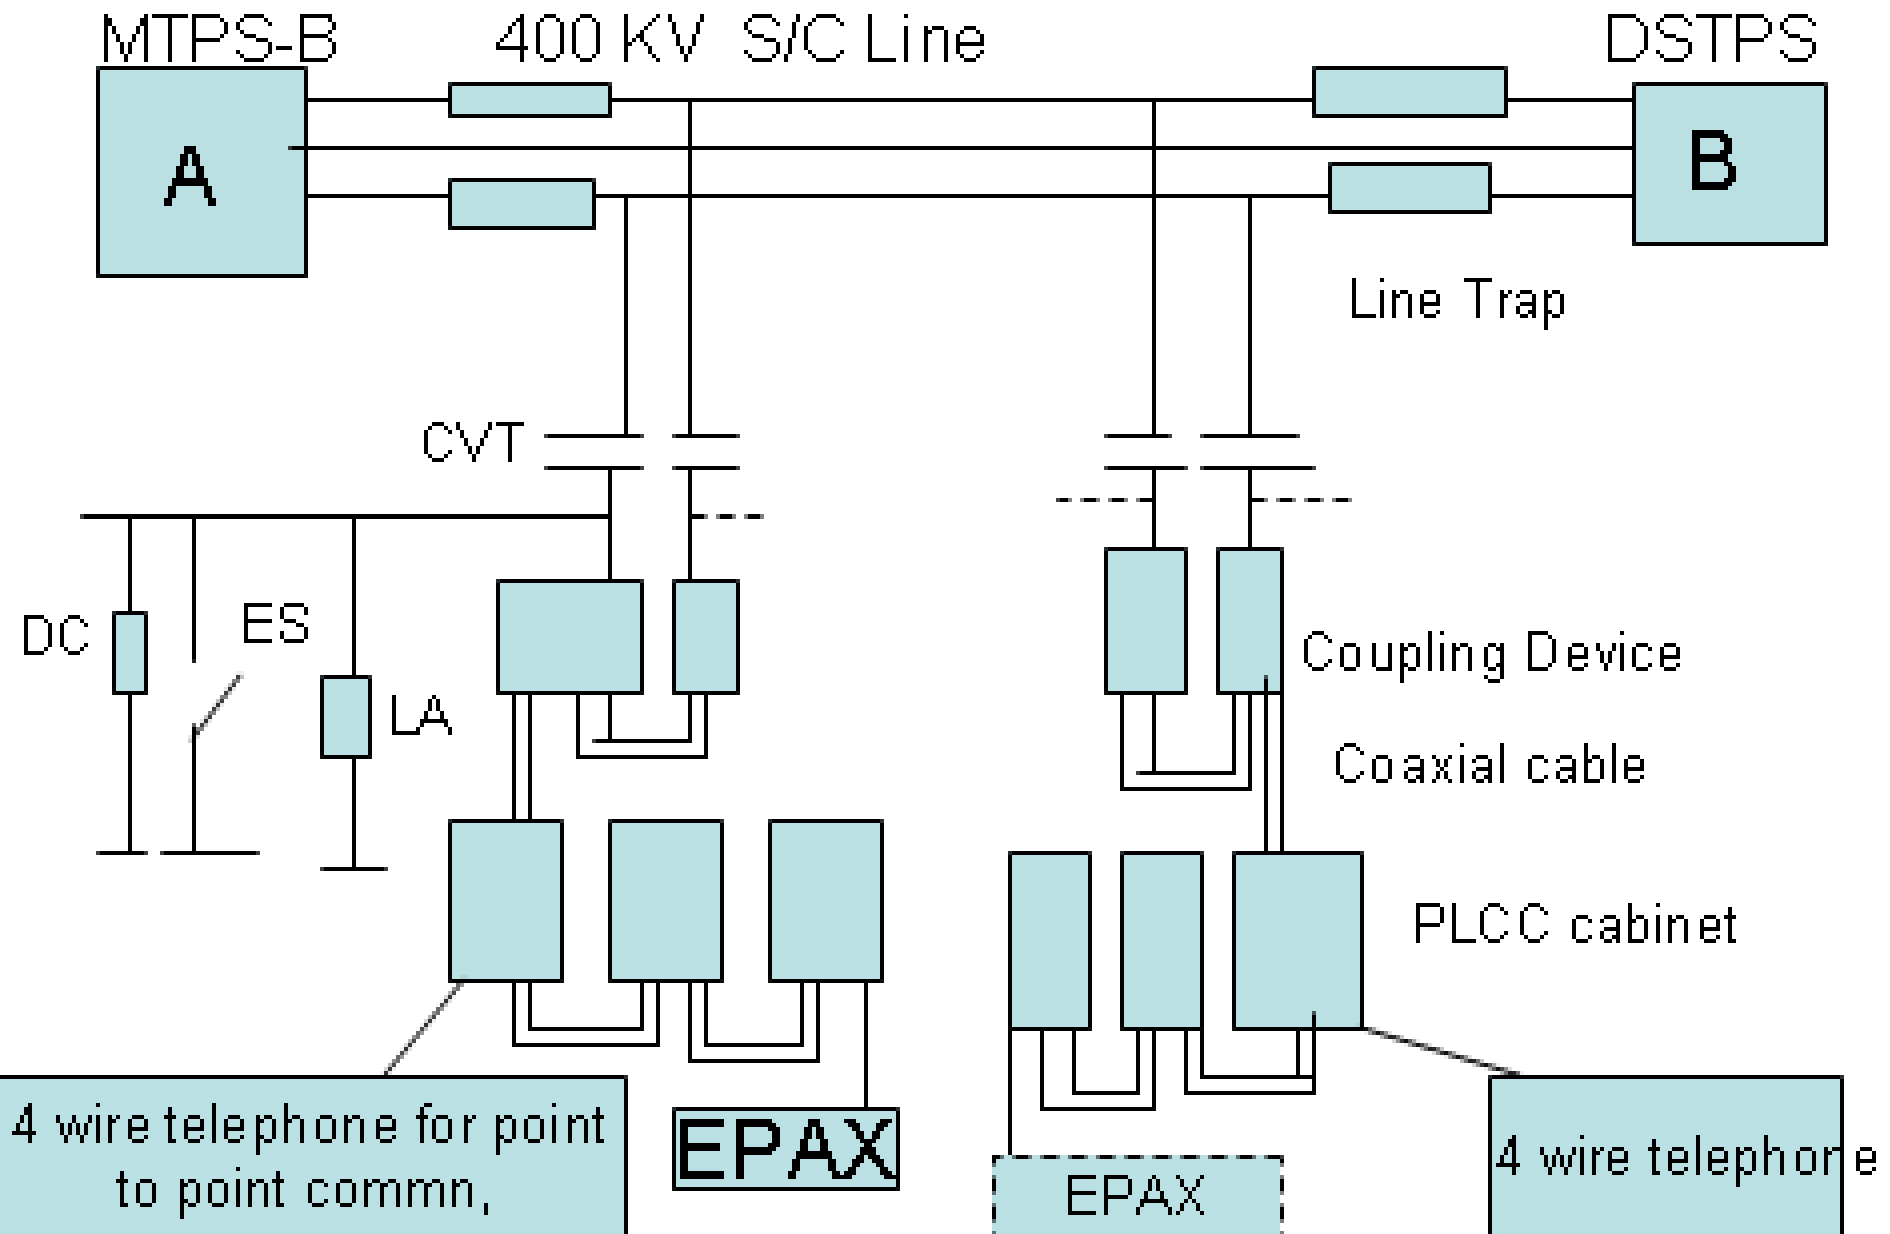 MTPS-B 400 KV S/C Line DSTPS
A
B
Line Trap
CVT
DC
ES
LA
Coupling Device
Coaxial cable
PLCC cabinet
4 wire telephone for point
to point commn,
EPAX
EPAX
4 wire telephone